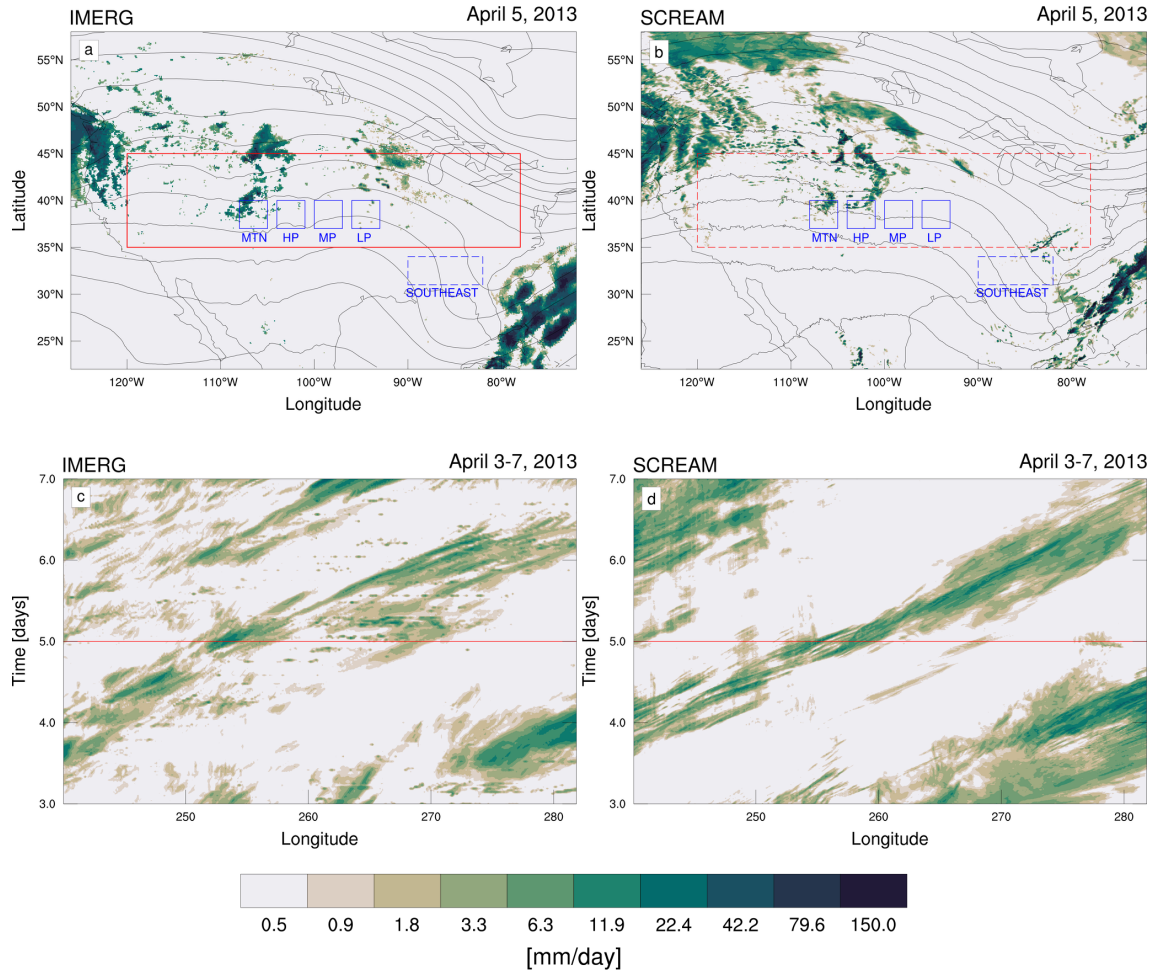 IMERG April 5, 2013 SCREAM April 5, 2013
a b
55°N 55°N
50°N 50°N
45°N 45°N
40°N 40°N
35°N 35°N
30°N 30°N
25°N 25°N
Latitude Latitude
MTN HP MP LP MTN HP MP LP
SOUTHEAST SOUTHEAST
120°W 110°W 100°W 90°W 80°W 120°W 110°W 100°W 90°W 80°W
Longitude Longitude
IMERG April 3-7, 2013 SCREAM April 3-7, 2013
c d
7.0 7.0
6.0 6.0
5.0 5.0
4.0 4.0
3.0 3.0
Time [days] Time [days]
250 260 270 280 250 260 270 280
Longitude Longitude
0.5 0.9 1.8 3.3 6.3 11.9 22.4 42.2 79.6 150.0
[mm/day]